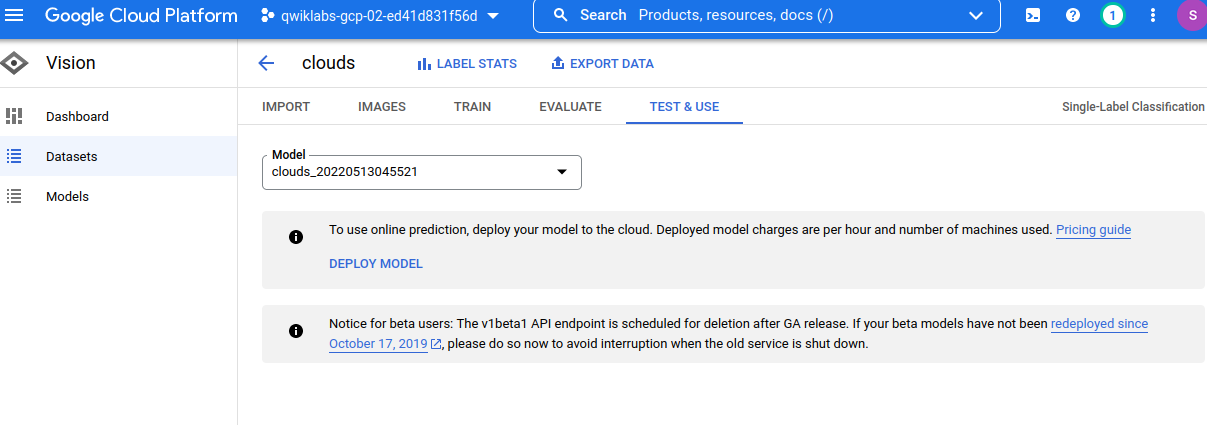 Google Cloud Platform
qwiklabs-gcp-02-ed41d831f56d
Search Products, resources, docs (/)
1
S
Vision
clouds
LABEL STATS
EXPORT DATA
Dashboard
Datasets
Models
IMPORT
IMAGES
TRAIN
EVALUATE
TEST & USE
Single-Label Classification
Model
clouds_20220513045521
To use online prediction, deploy your model to the cloud. Deployed model charges are per hour and number of machines used. Pricing guide
DEPLOY MODEL
Notice for beta users: The v1beta1 API endpoint is scheduled for deletion after GA release. If your beta models have not been redeployed since
October 17, 2019, please do so now to avoid interruption when the old service is shut down.